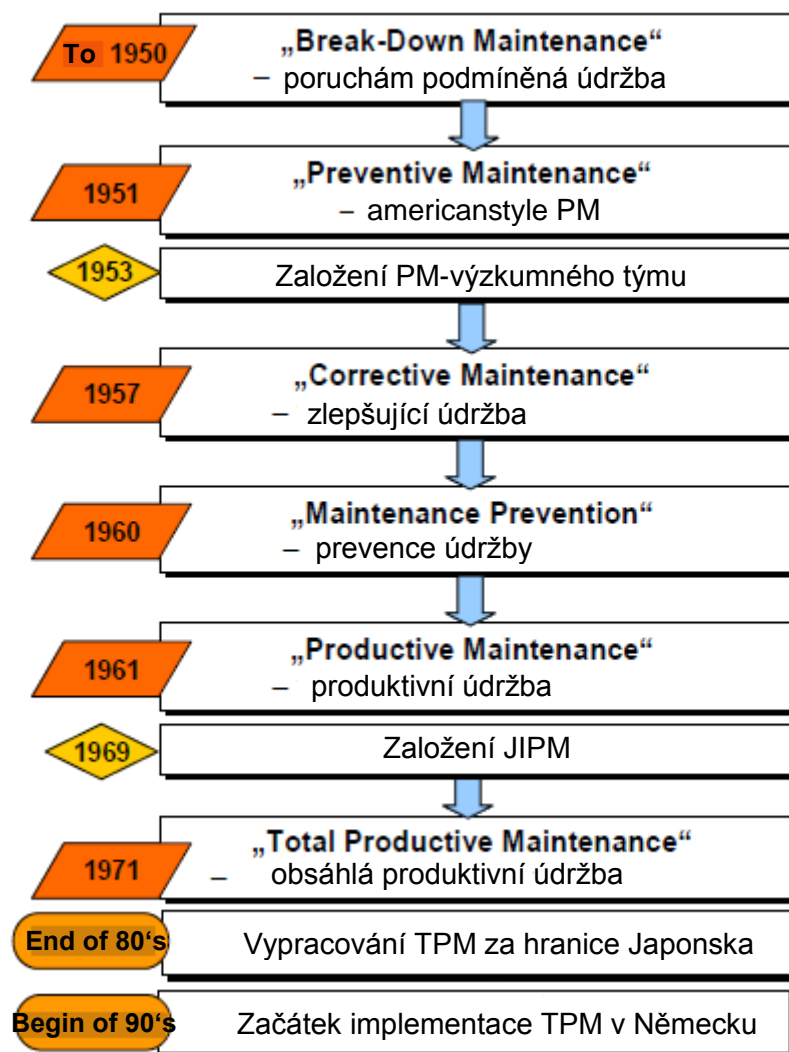 To 1950
„Break-Down Maintenance“
– poruchám podmíněná údržba
1951
„Preventive Maintenance“
– americanstyle PM
1953
Založení PM-výzkumného týmu
1957
„Corrective Maintenance“
– zlepšující údržba
1960
„Maintenance Prevention“
– prevence údržby
1961
„Productive Maintenance“
– produktivní údržba
1969
Založení JIPM
1971
„Total Productive Maintenance“
– obsáhlá produktivní údržba
End of 80‘s
Vypracování TPM za hranice Japonska
Begin of 90‘s
Začátek implementace TPM v Německu